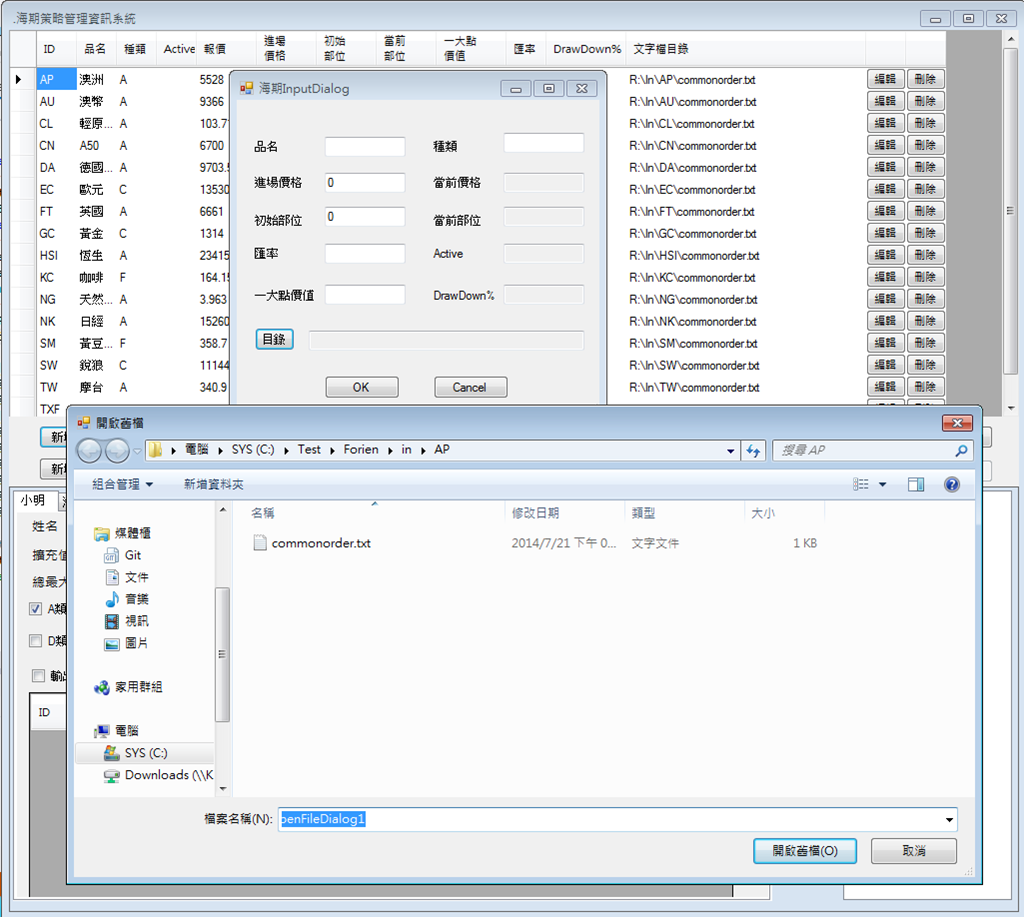 .海期策略管理資訊系統
ID 品名 種類 Active 報價 進場價格 初始部位 當前部位 一大點價值 匯率 DrawDown% 文字檔目錄
AP 澳洲 A 5528 R:\In\AP\commonorder.txt 編輯 刪除
AU 澳幣 A 9366 R:\In\AU\commonorder.txt 編輯 刪除
CL 輕原... A 103.7 R:\In\CL\commonorder.txt 編輯 刪除
CN A50 A 6700 R:\In\CN\commonorder.txt 編輯 刪除
DA 德國... A 9703.5 R:\In\DA\commonorder.txt 編輯 刪除
EC 歐元 C 13530 R:\In\EC\commonorder.txt 編輯 刪除
FT 英國 A 6661 R:\In\FT\commonorder.txt 編輯 刪除
GC 黃金 C 1314 R:\In\GC\commonorder.txt 編輯 刪除
HSI 恆生 A 23415 R:\In\HSI\commonorder.txt 編輯 刪除
KC 咖啡 F 164.15 R:\In\KC\commonorder.txt 編輯 刪除
NG 天然... A 3.963 R:\In\NG\commonorder.txt 編輯 刪除
NK 日經 A 15260 R:\In\NK\commonorder.txt 編輯 刪除
SM 黃豆... F 358.7 R:\In\SM\commonorder.txt 編輯 刪除
SW 銳浪 C 11144 R:\In\SW\commonorder.txt 編輯 刪除
TW 摩台 A 340.9 R:\In\TW\commonorder.txt 編輯 刪除
TXF
海期InputDialog
品名 種類
進場價格 0 當前價格
初始部位 0 當前部位
匯率 Active
一大點價值 DrawDown%
目錄
OK Cancel
新
新
小明
姓名
擴充值
總最大
A類
D類
輸出
ID
開啟舊檔
電腦 SYS (C:) Test Forien in AP 搜尋 AP
組合管理 新增資料夾
名稱 修改日期 類型 大小
commonorder.txt 2014/7/21 下午 0... 文字文件 1 KB
媒體櫃
Git
文件
音樂
視訊
圖片
家用群組
電腦
SYS (C:)
Downloads (\\K
檔案名稱(N): penFileDialog1
開啟舊檔(O) 取消